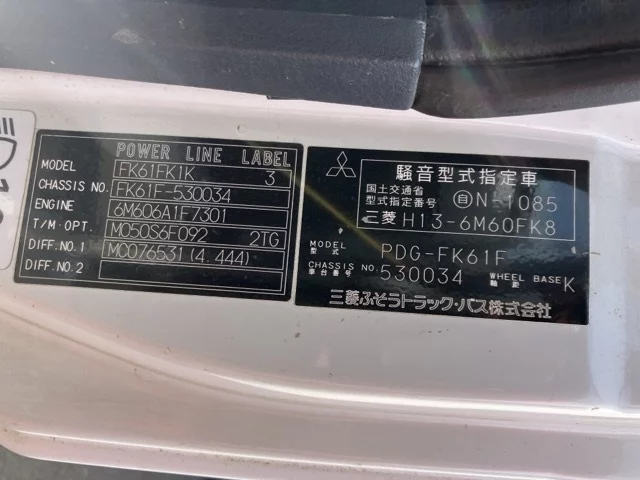 POWER LINE LABEL
MODEL FK61FK1K 3
CHASSIS NO. FK61F-530034
ENGINE 6M606A1F7301
T/M. OPT. M050S6F092 2TG
DIFF. NO. 1 MC076531 (4. 444)
DIFF. NO. 2
騒音型式指定車
国土交通省
型式指定番号 自N-1085
三菱 H13-6M60FK8
MODEL
型式 PDG-FK61F
CHASSIS NO. 530034 WHEEL BASE K
車台番号 軸距
三菱ふそうトラック・バス株式会社